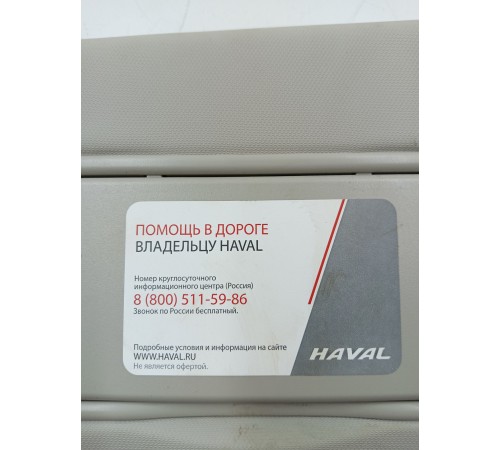 ПОМОЩЬ В ДОРОГЕ
ВЛАДЕЛЬЦУ HAVAL
Номер круглосуточного
информационного центра (Россия)
8 (800) 511-59-86
Звонок по России бесплатный.
Подробные условия и информация на сайте
WWW.HAVAL.RU
Не является офертой.
HAVAL